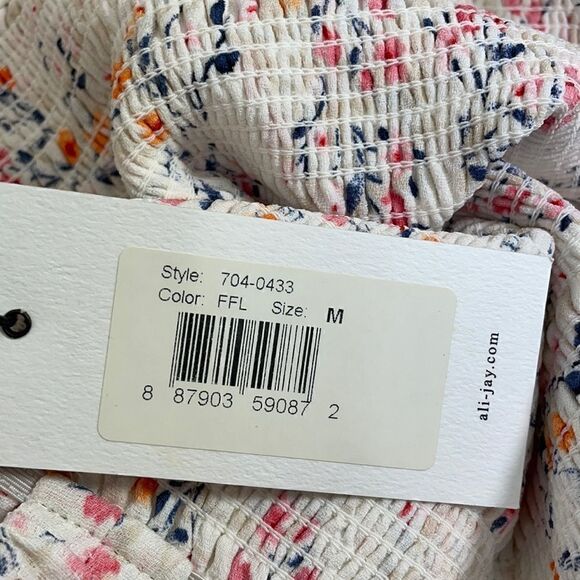 Style: 704-0433
Color: FFL Size: M
8 87903 59087 2
ali-jay.com